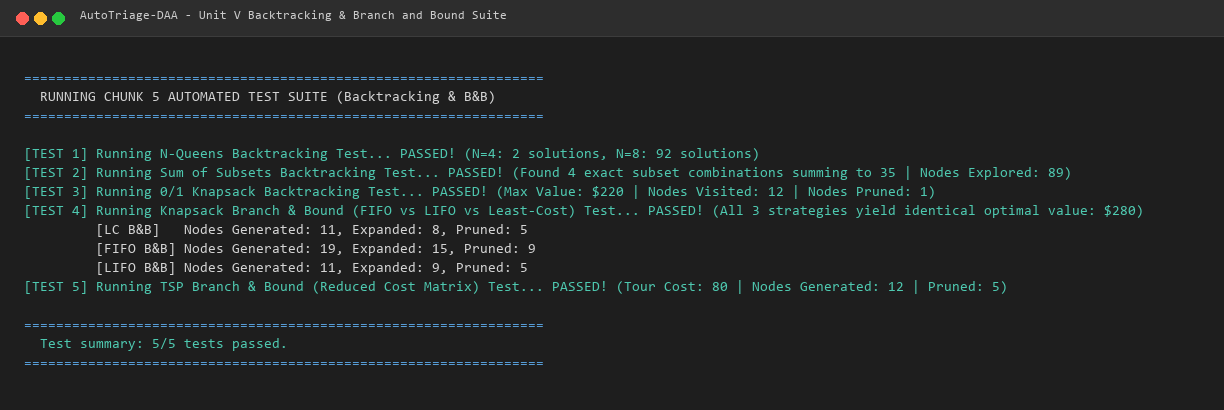 AutoTriage-DAA - Unit V Backtracking & Branch and Bound Suite
=================================================================
RUNNING CHUNK 5 AUTOMATED TEST SUITE (Backtracking & B&B)
=================================================================
[TEST 1] Running N-Queens Backtracking Test... PASSED! (N=4: 2 solutions, N=8: 92 solutions)
[TEST 2] Running Sum of Subsets Backtracking Test... PASSED! (Found 4 exact subset combinations summing to 35 | Nodes Explored: 89)
[TEST 3] Running 0/1 Knapsack Backtracking Test... PASSED! (Max Value: $220 | Nodes Visited: 12 | Nodes Pruned: 1)
[TEST 4] Running Knapsack Branch & Bound (FIFO vs LIFO vs Least-Cost) Test... PASSED! (All 3 strategies yield identical optimal value: $280)
[LC B&B]   Nodes Generated: 11, Expanded: 8, Pruned: 5
[FIFO B&B] Nodes Generated: 19, Expanded: 15, Pruned: 9
[LIFO B&B] Nodes Generated: 11, Expanded: 9, Pruned: 5
[TEST 5] Running TSP Branch & Bound (Reduced Cost Matrix) Test... PASSED! (Tour Cost: 80 | Nodes Generated: 12 | Pruned: 5)
=================================================================
Test summary: 5/5 tests passed.
=================================================================